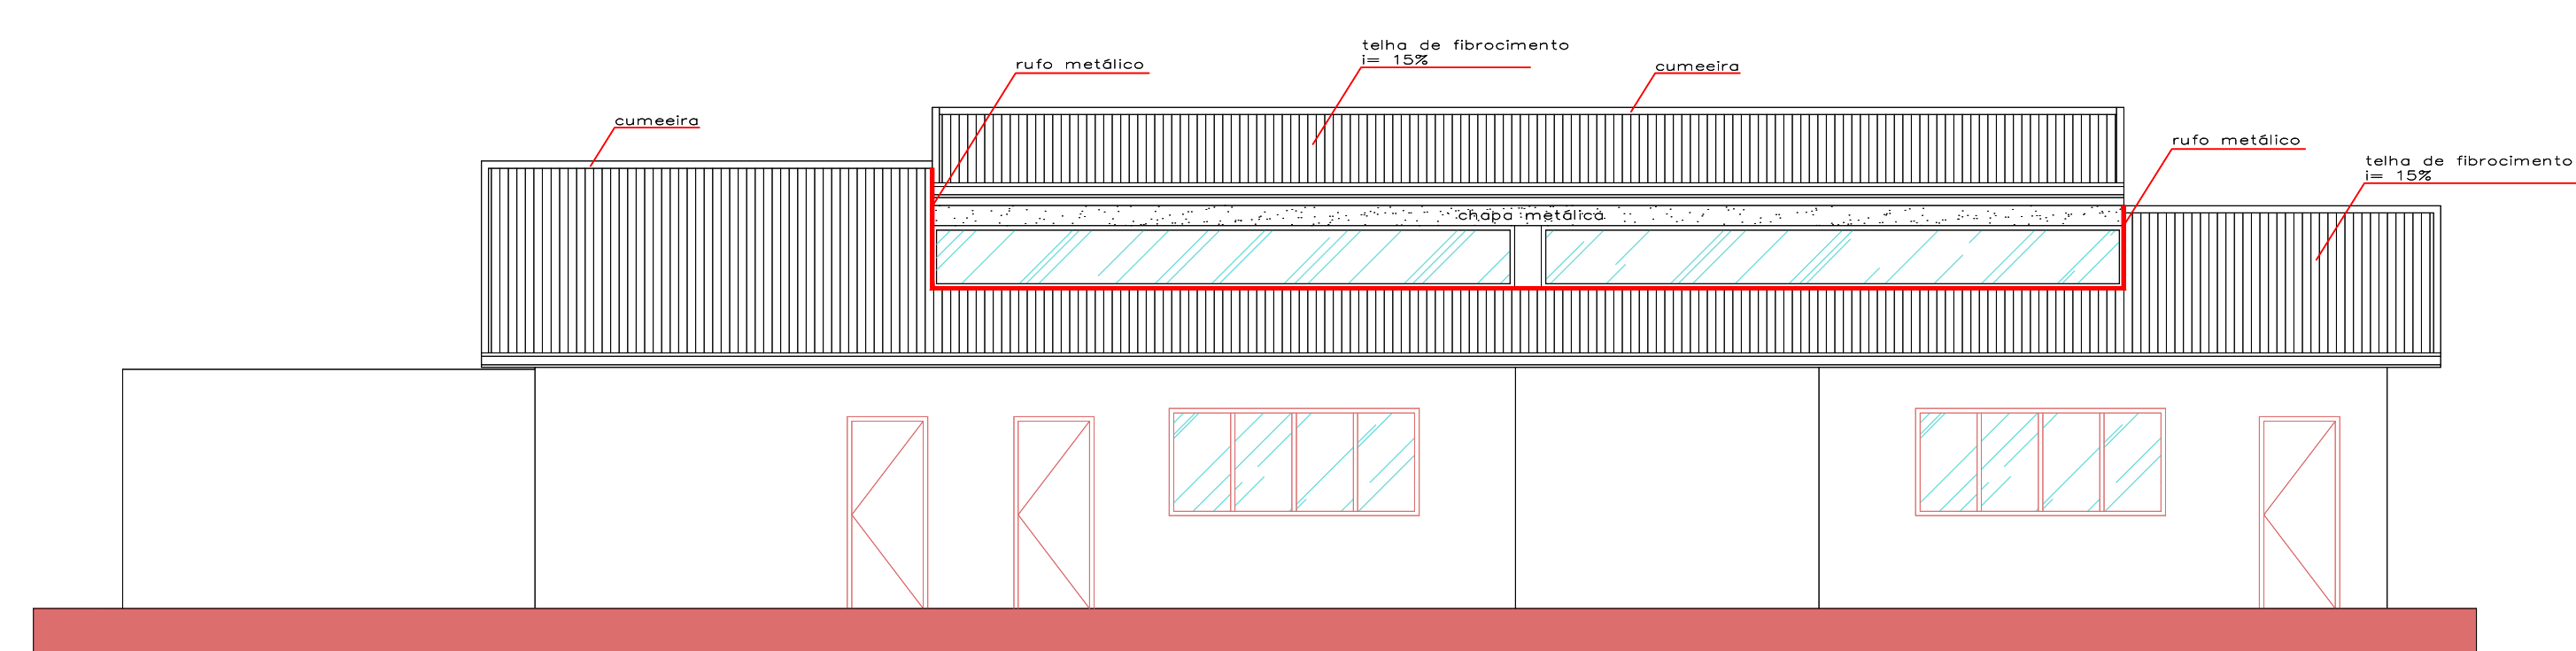 telha de fibrocimento
i= 15%
rufo metálico
cumeeira
cumeeira
rufo metálico
telha de fibrocimento
i= 15%
chapa metálica